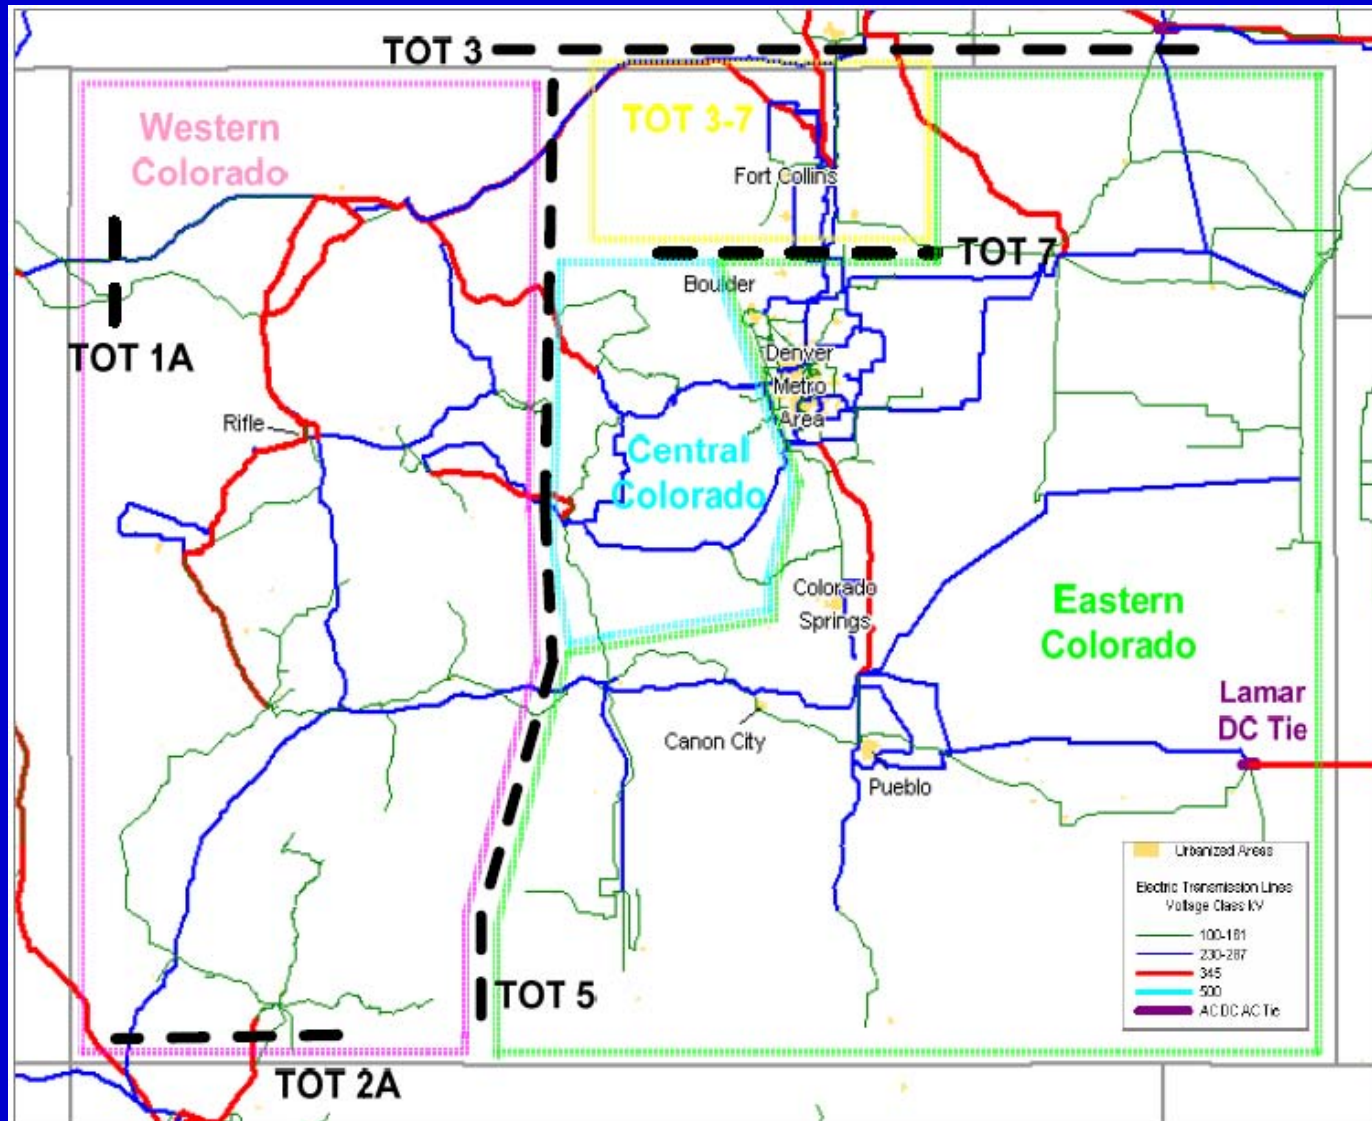 TOT 3
Western
Colorado
TOT 3-7
Fort Collins
TOT 7
Boulder
TOT 1A
Denver
Metro
Area
Rifle
Central
Colorado
Colorado
Springs
Eastern
Colorado
Lamar
DC Tie
Canon City
Pueblo
Urbanized Areas
Electric Transmission Lines
Voltage Class kV
100-161
230-287
345
500
AC DC AC Tie
TOT 5
TOT 2A